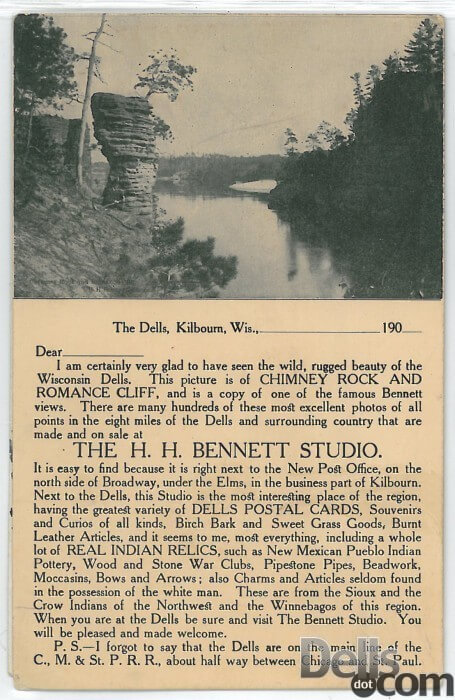 The Dells, Kilbourn, Wis., 190
Dear
I am certainly very glad to have seen the wild, rugged beauty of the
Wisconsin Dells. This picture is of CHIMNEY ROCK AND
ROMANCE CLIFF, and is a copy of one of the famous Bennett
views. There are many hundreds of these most excellent photos of all
points in the eight miles of the Dells and surrounding country that are
made and on sale at
THE H. H. BENNETT STUDIO.
It is easy to find because it is right next to the New Post Office, on the
north side of Broadway, under the Elms, in the business part of Kilbourn.
Next to the Dells, this Studio is the most interesting place of the region,
having the greatest variety of DELLS POSTAL CARDS, Souvenirs
and Curios of all kinds, Birch Bark and Sweet Grass Goods, Burnt
Leather Articles, and it seems to me, most everything, including a whole
lot of REAL INDIAN RELICS, such as New Mexican Pueblo Indian
Pottery, Wood and Stone War Clubs, Pipestone Pipes, Beadwork,
Moccasins, Bows and Arrows; also Charms and Articles seldom found
in the possession of the white man. These are from the Sioux and the
Crow Indians of the Northwest and the Winnebagos of this region.
When you are at the Dells be sure and visit The Bennett Studio. You
will be pleased and made welcome.
P. S.—I forgot to say that the Dells are on the main line of the
C., M. & St. P. R. R., about half way between Chicago and St. Paul.
Dells
dot com